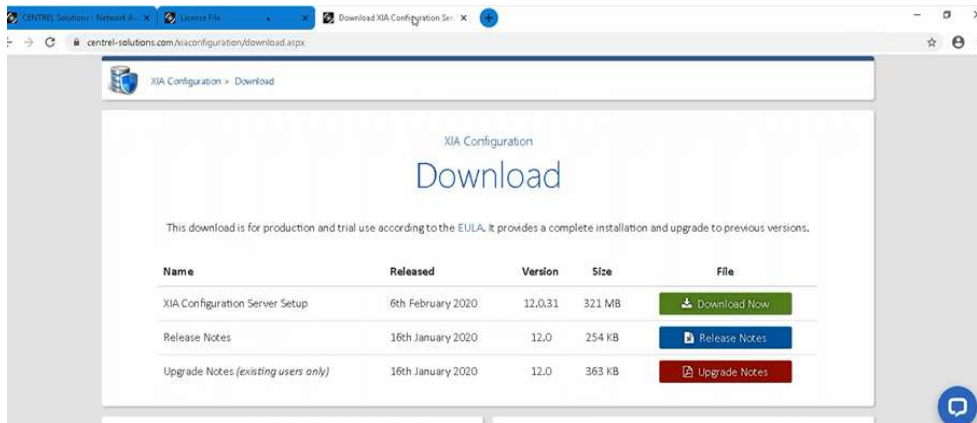 CENTREL Solutions - Network A
License File
Download XIA Configuration Ser
centrel-solutions.com/xiaconfiguration/download.aspx
XIA Configuration > Download
XIA Configuration
Download
This download is for production and trial use according to the EULA. It provides a complete installation and upgrade to previous versions.
Name Released Version Size File
XIA Configuration Server Setup 6th February 2020 12.0.31 321 MB Download Now
Release Notes 16th January 2020 12.0 254 KB Release Notes
Upgrade Notes (existing users only) 16th January 2020 12.0 363 KB Upgrade Notes